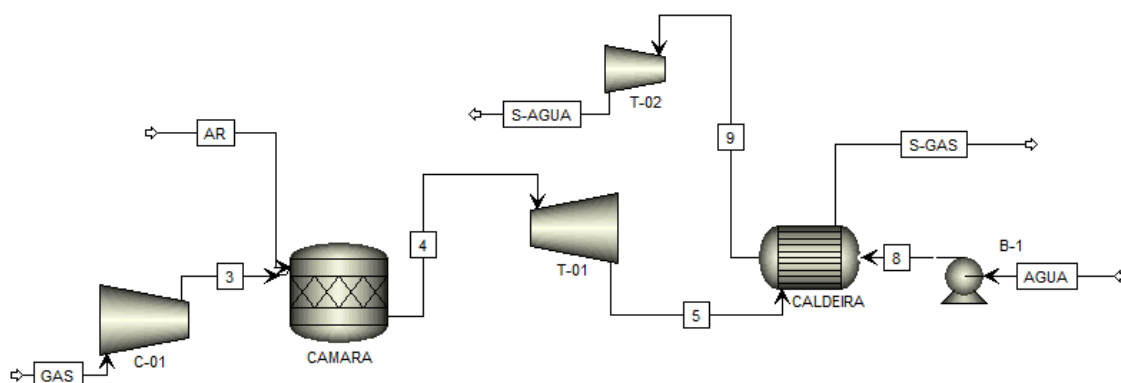 T-02
S-AGUA
AR
9
S-GAS
4
T-01
3
8
B-1
AGUA
CALDEIRA
5
CAMARA
C-01
GAS